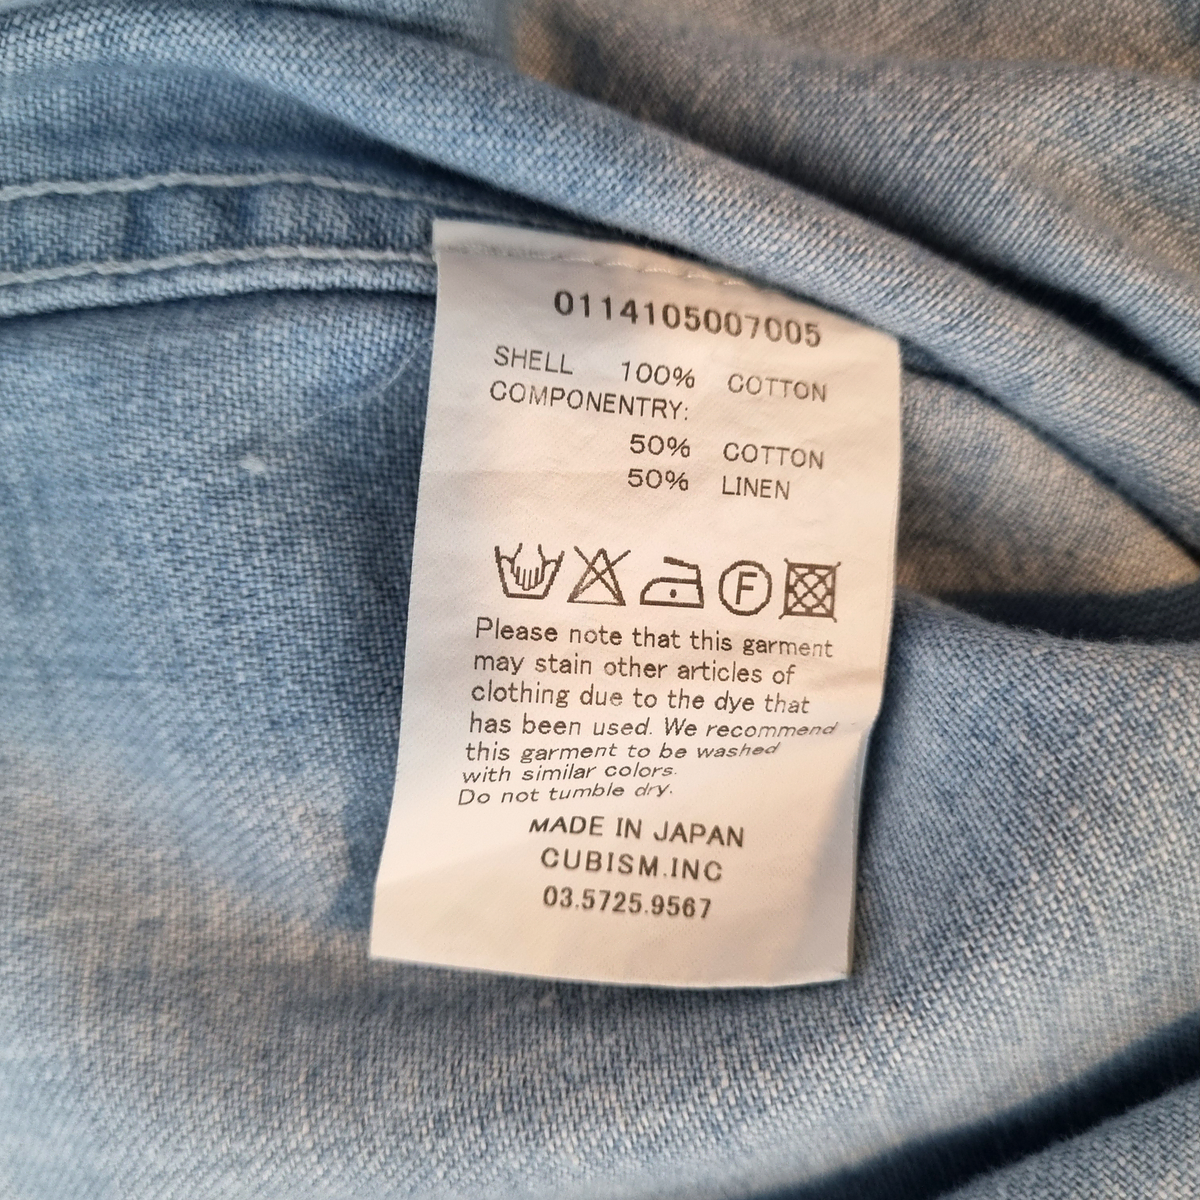 0114105007005
SHELL 100% COTTON
COMPONENTRY:
50% COTTON
50% LINEN
F
Please note that this garment
may stain other articles of
clothing due to the dye that
has been used. We recommend
this garment to be washed
with similar colors.
Do not tumble dry.
MADE IN JAPAN
CUBISM.INC
03.5725.9567